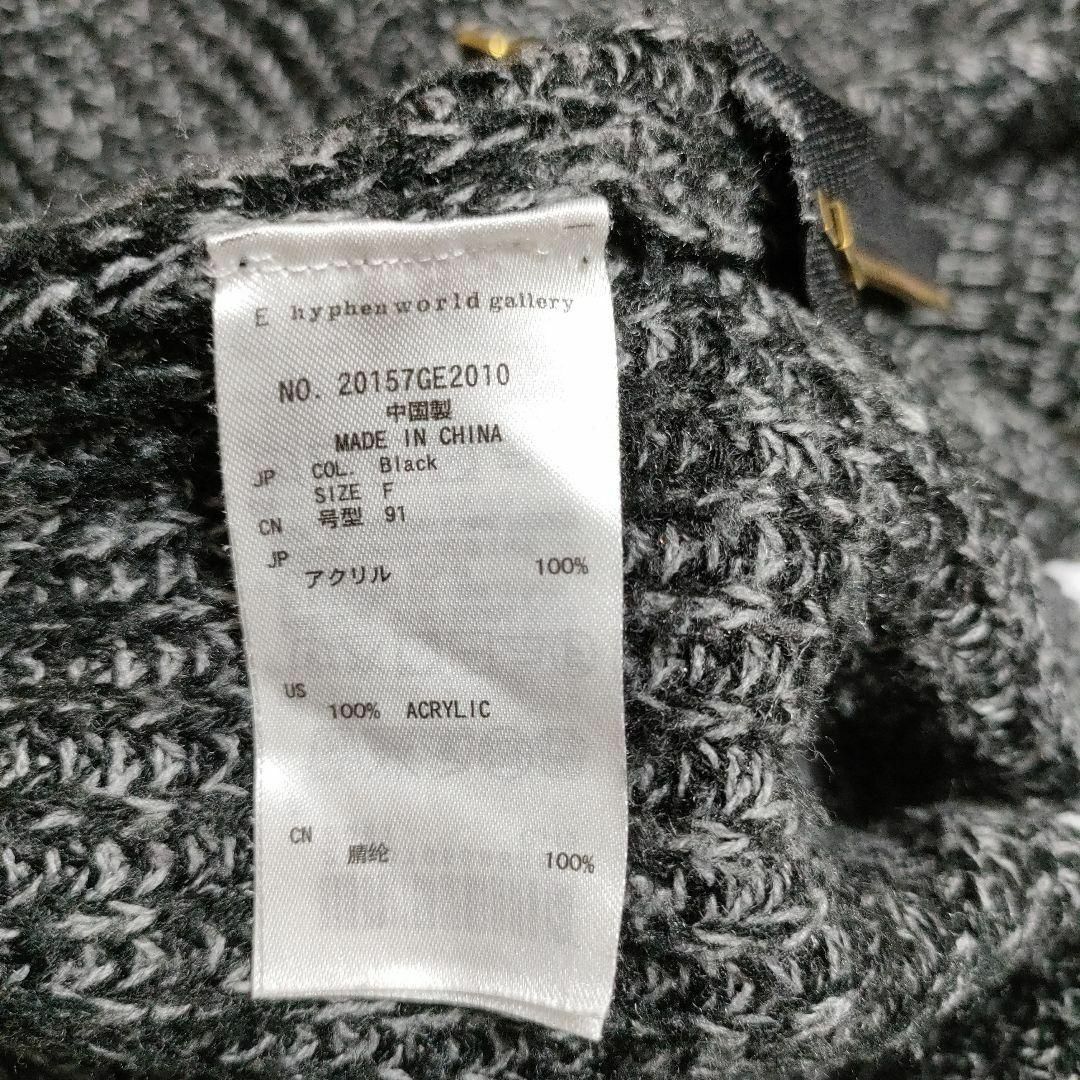 E hyphen world gallery
NO. 20157GE2010
中国製
MADE IN CHINA
JP COL. Black
SIZE F
CN 号型 91
JP アクリル 100%
US 100% ACRYLIC
CN 腈纶 100%